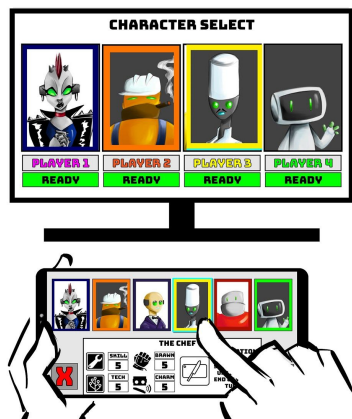 CHARACTER SELECT
PLAYER 1 PLAYER 2 PLAYER 3 PLAYER 4
READY READY READY READY
THE CHEF
SKILL BRAWN
5 5
TECH CHARM
5 5
END
X